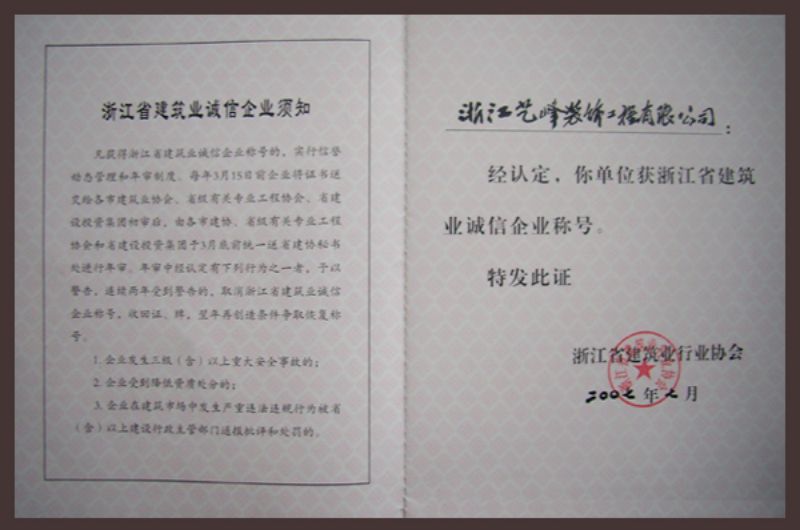 浙江省建筑业诚信企业须知
凡获得浙江省建筑业诚信企业称号的，实行信誉
动态管理和年审制度。每年3月15日前企业将证书送
交给各市建筑业协会、省级有关专业工程协会、省建
设投资集团初审后，由各市建协、省级有关专业工程
协会和省建设投资集团于3月底前统一送省建协秘书
处进行年审。年审中经认定有下列行为之一者，予以
警告，连续两年受到警告的，取消浙江省建筑业诚信
企业称号，收回证、牌，翌年再创造条件争取恢复称
号。
1.企业发生三级（含）以上重大安全事故的；
2.企业受到降低资质处分的；
3.企业在建筑市场中发生严重违法违规行为被省
（含）以上建设行政主管部门通报批评和处罚的。
浙江艺峰装饰工程有限公司：
经认定，你单位获浙江省建筑
业诚信企业称号。
特发此证
浙江省建筑业行业协会
2007年七月